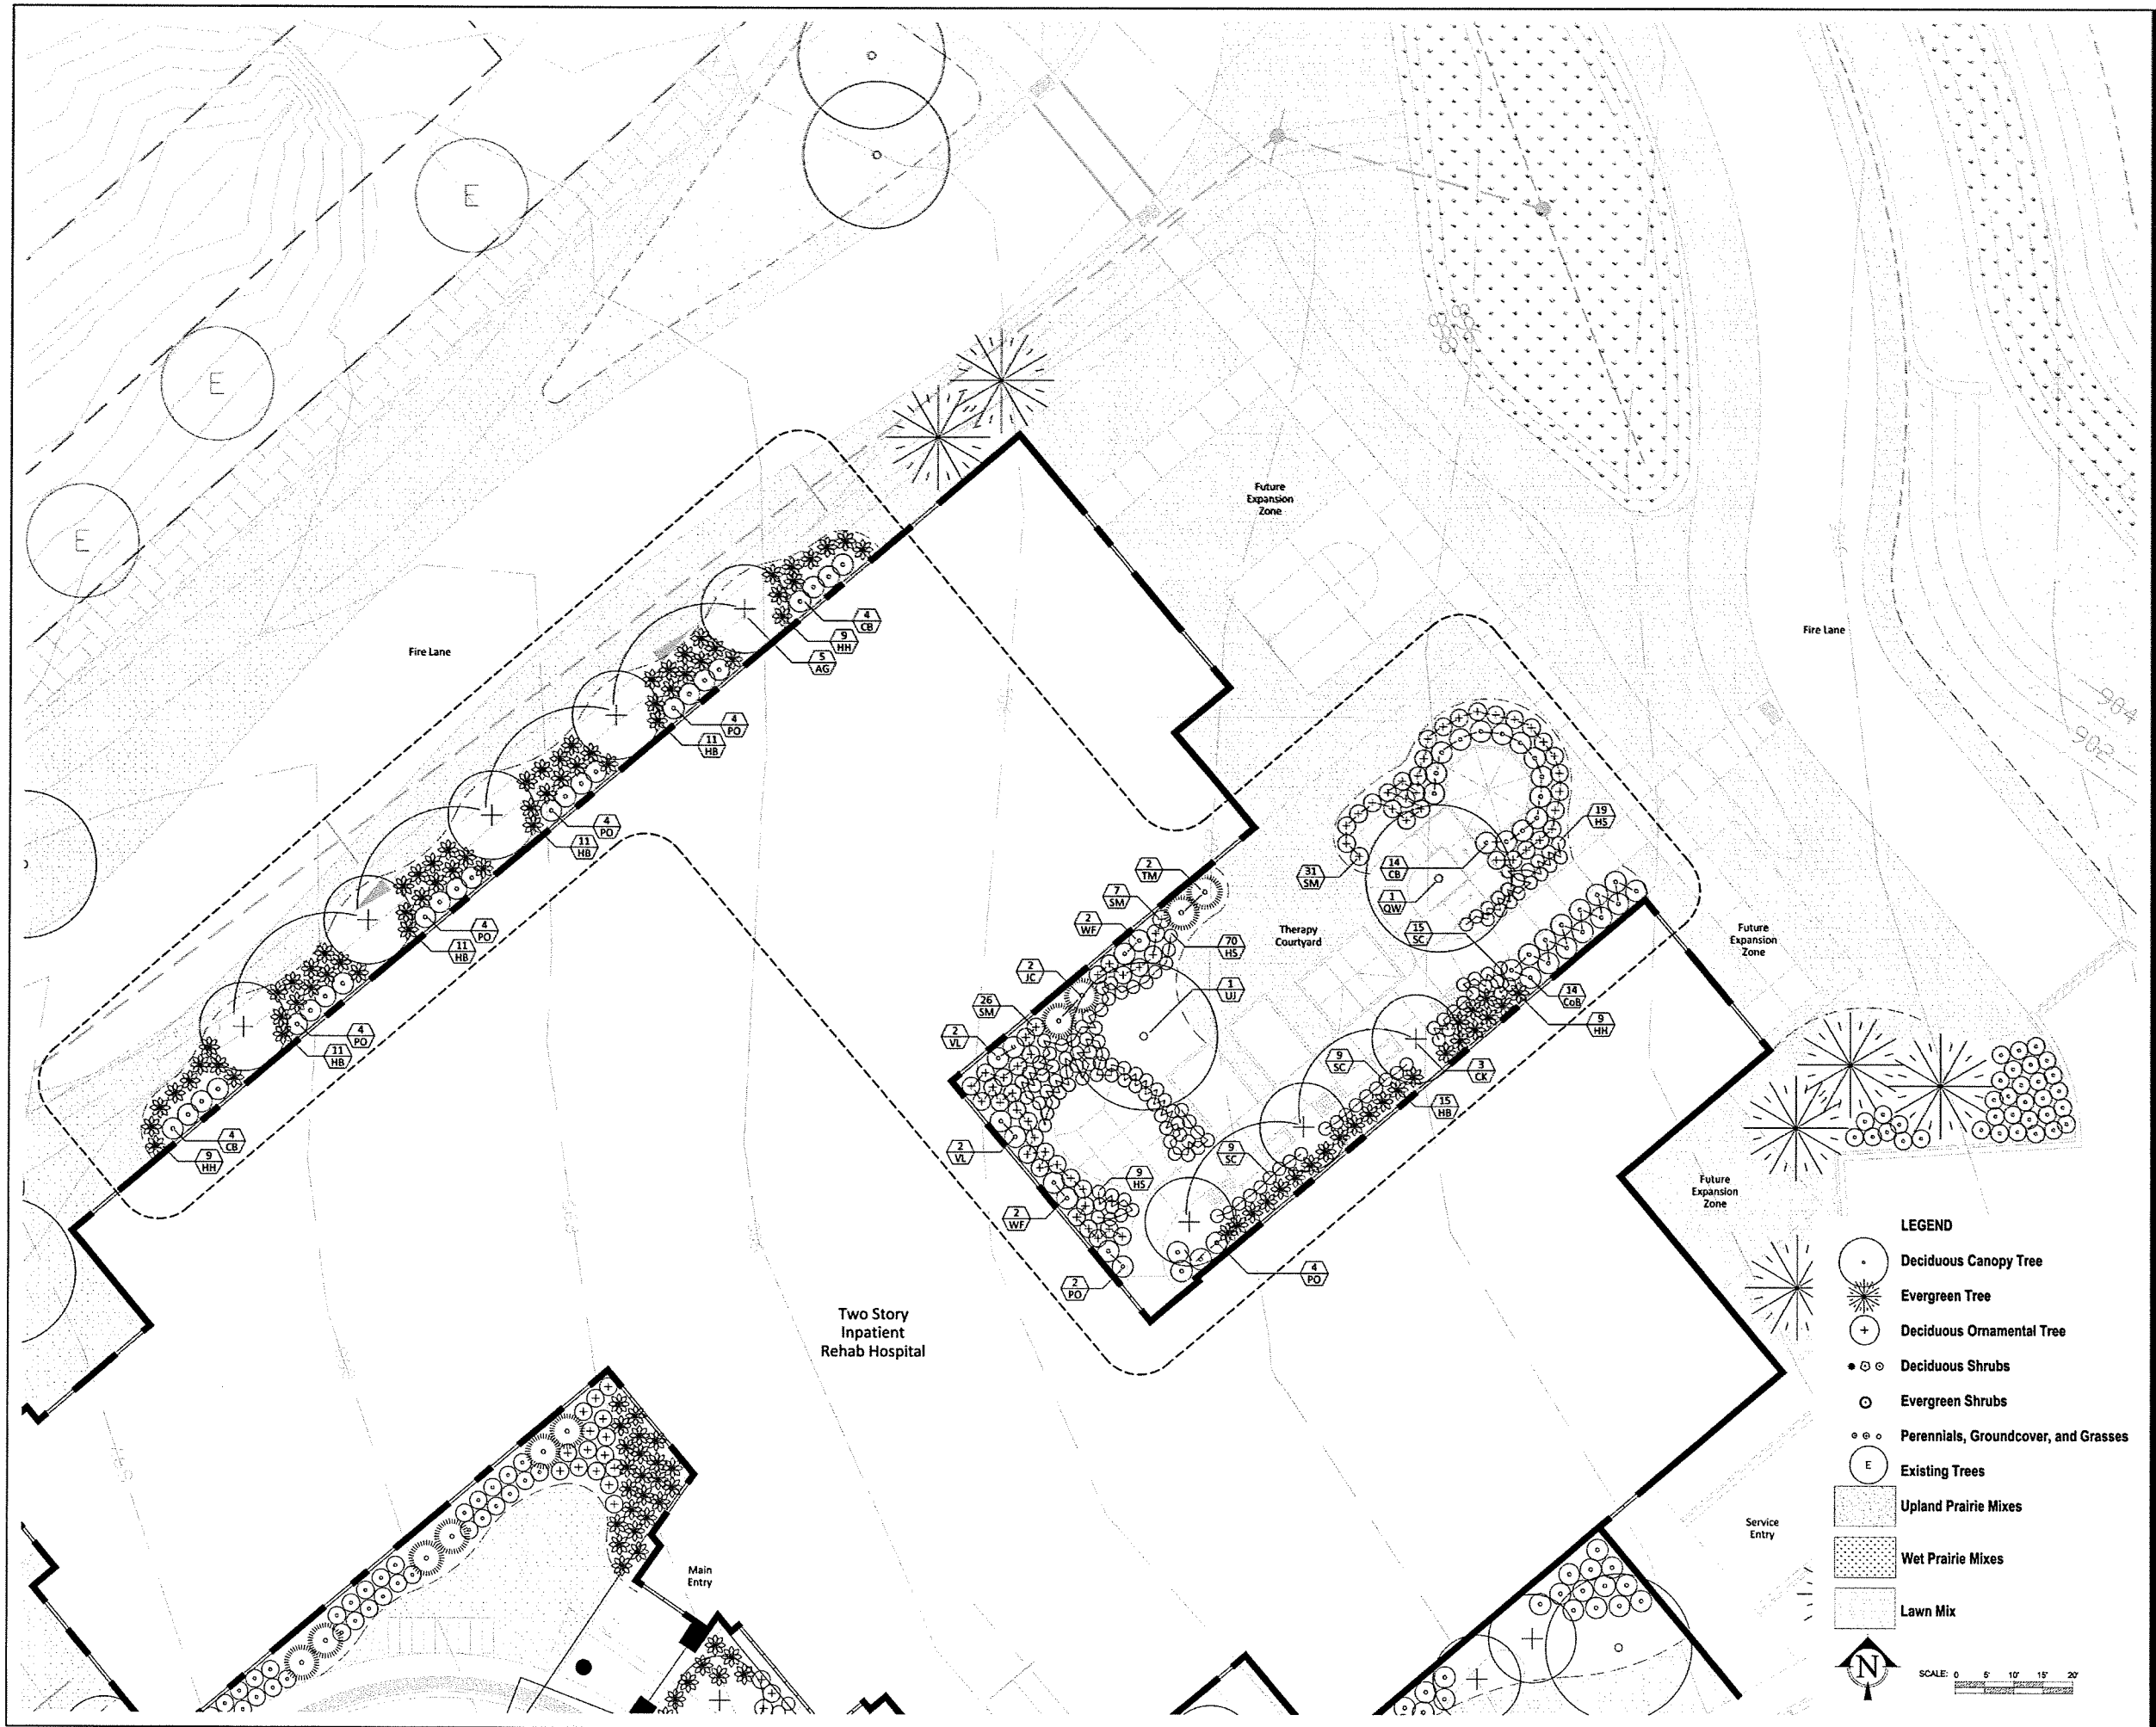 E
E
E
Future
Expansion
Zone
Fire Lane
Fire Lane
4
CB
9
HH
5
AG
4
PO
11
HB
4
PO
11
HB
4
PO
11
HB
4
PO
11
HB
4
CB
9
HH
904
902
19
HS
31
SM
14
CB
1
QW
15
SC
2
TM
7
SM
2
WF
70
HS
Therapy
Courtyard
Future
Expansion
Zone
2
JC
1
UJ
26
SM
2
VL
14
CoB
9
HH
9
SC
3
CK
15
HB
2
VL
9
SC
9
HS
2
WF
4
PO
2
PO
Future
Expansion
Zone
Two Story
Inpatient
Rehab Hospital
Main
Entry
Service
Entry
LEGEND
Deciduous Canopy Tree
Evergreen Tree
Deciduous Ornamental Tree
Deciduous Shrubs
Evergreen Shrubs
Perennials, Groundcover, and Grasses
E
Existing Trees
Upland Prairie Mixes
Wet Prairie Mixes
Lawn Mix
N
SCALE: 0 5' 10' 15' 20'